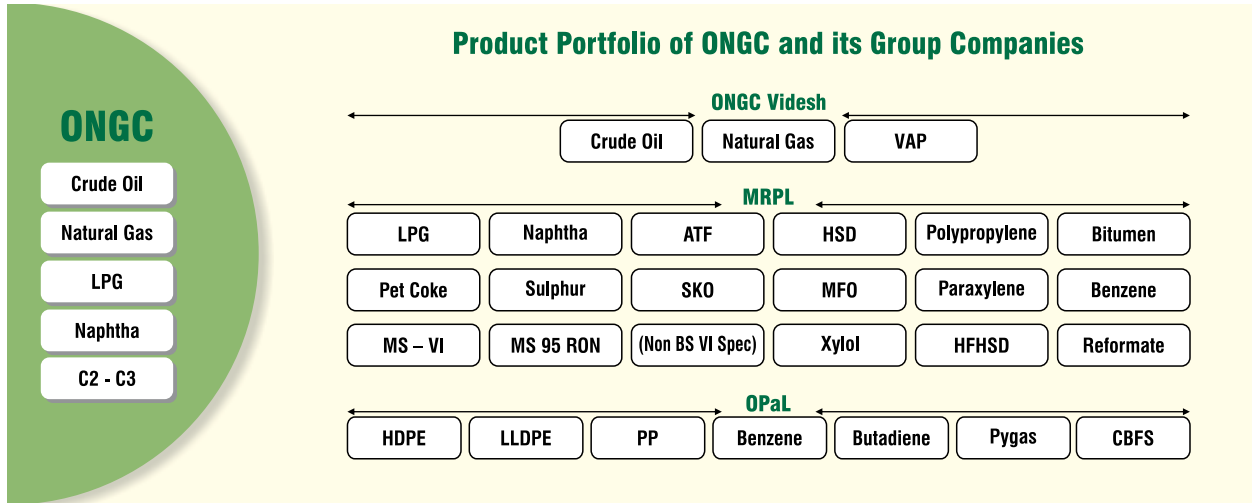 Product Portfolio of ONGC and its Group Companies
ONGC
Crude Oil
Natural Gas
LPG
Naphtha
C2 - C3
ONGC Videsh
Crude Oil
Natural Gas
VAP
MRPL
LPG
Naphtha
ATF
HSD
Polypropylene
Bitumen
Pet Coke
Sulphur
SKO
MFO
Paraxylene
Benzene
MS – VI
MS 95 RON
(Non BS VI Spec)
Xylol
HFHSD
Reformate
OPaL
HDPE
LLDPE
PP
Benzene
Butadiene
Pygas
CBFS